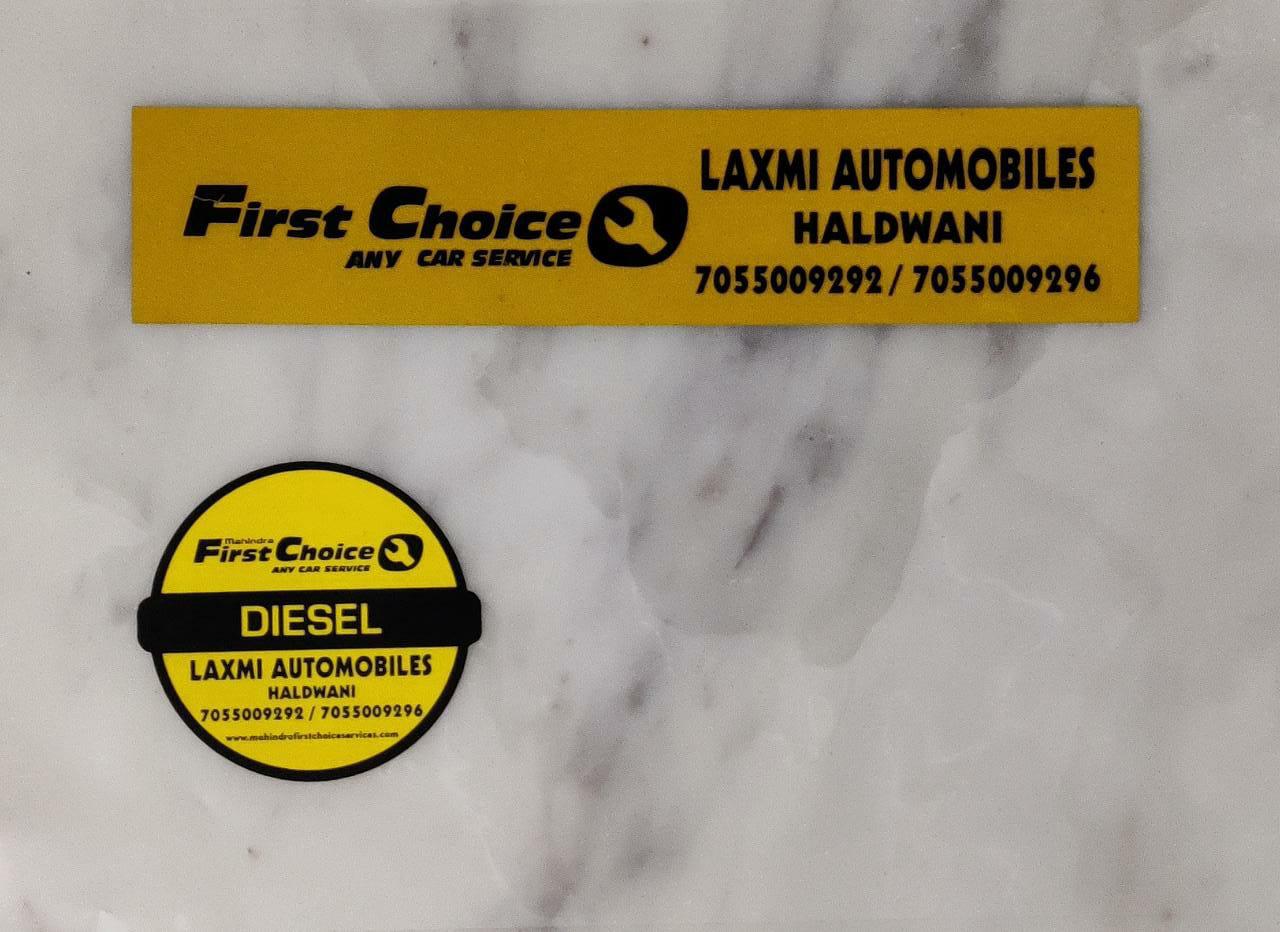 First Choice
ANY CAR SERVICE
LAXMI AUTOMOBILES
HALDWANI
7055009292 / 7055009296
Mahindra
First Choice
ANY CAR SERVICE
DIESEL
LAXMI AUTOMOBILES
HALDWANI
7055009292 / 7055009296
www.mahindrafirstchoiceservices.com